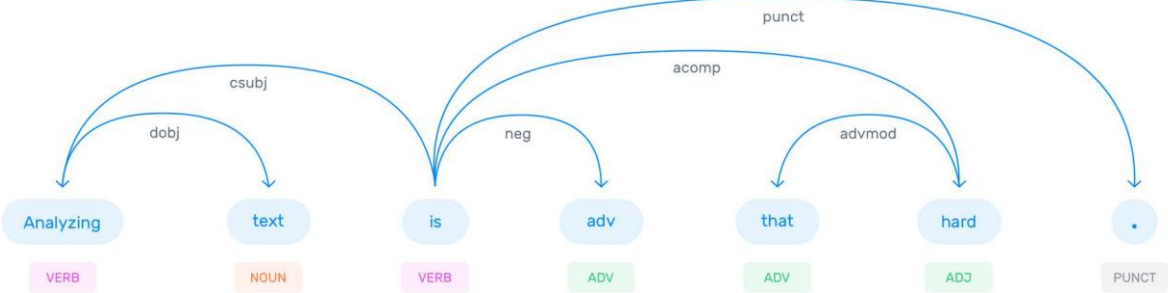 punct
acomp
csubj
dobj neg advmod
Analyzing text is adv that hard .
VERB NOUN VERB ADV ADV ADJ PUNCT